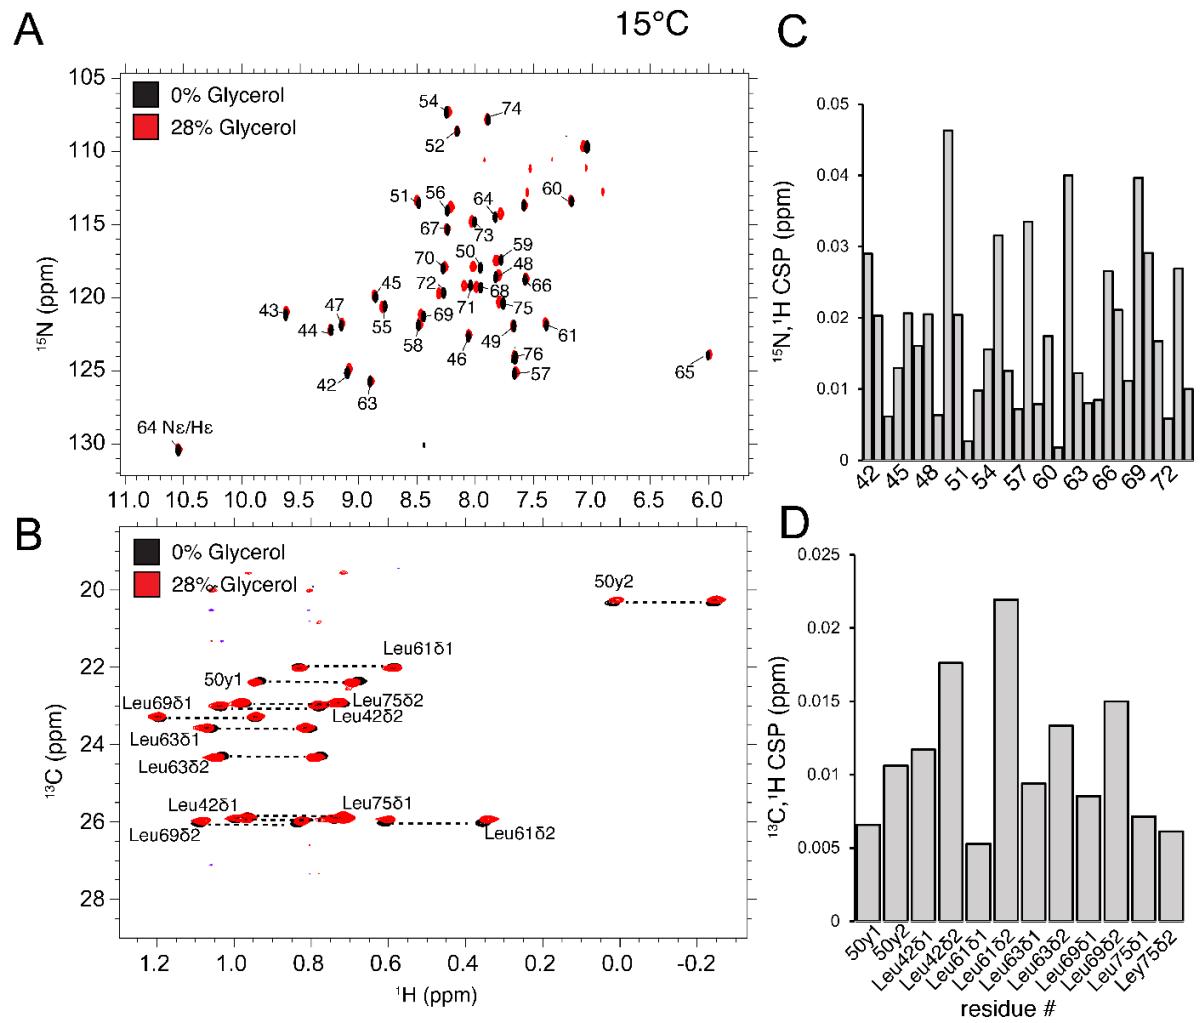 A
15°C
C
0% Glycerol
28% Glycerol
105
110
115
120
125
130
15N (ppm)
54
74
52
51
56
64
60
67
73
70
50
59
48
45
72
66
43
47
71
68
44
55
69
75
58
46
49
61
76
42
57
65
63
64 Nε/Hε
11.0 10.5 10.0 9.5 9.0 8.5 8.0 7.5 7.0 6.5 6.0
B
0% Glycerol
28% Glycerol
20
22
24
26
28
13C (ppm)
50y2
Leu61δ1
50y1
Leu69δ1
Leu75δ2
Leu42δ2
Leu63δ1
Leu63δ2
Leu42δ1
Leu75δ1
Leu69δ2
Leu61δ2
1.2 1.0 0.8 0.6 0.4 0.2 0.0 -0.2
1H (ppm)
15N,1H CSP (ppm)
0.05
0.04
0.03
0.02
0.01
0
42 45 48 51 54 57 60 63 66 69 72
D
13C,1H CSP (ppm)
0.025
0.02
0.015
0.01
0.005
0
50y1
50y2
Leu42δ1
Leu42δ2
Leu61δ1
Leu61δ2
Leu63δ1
Leu63δ2
Leu69δ1
Leu69δ2
Leu75δ1
Ley75δ2
residue #